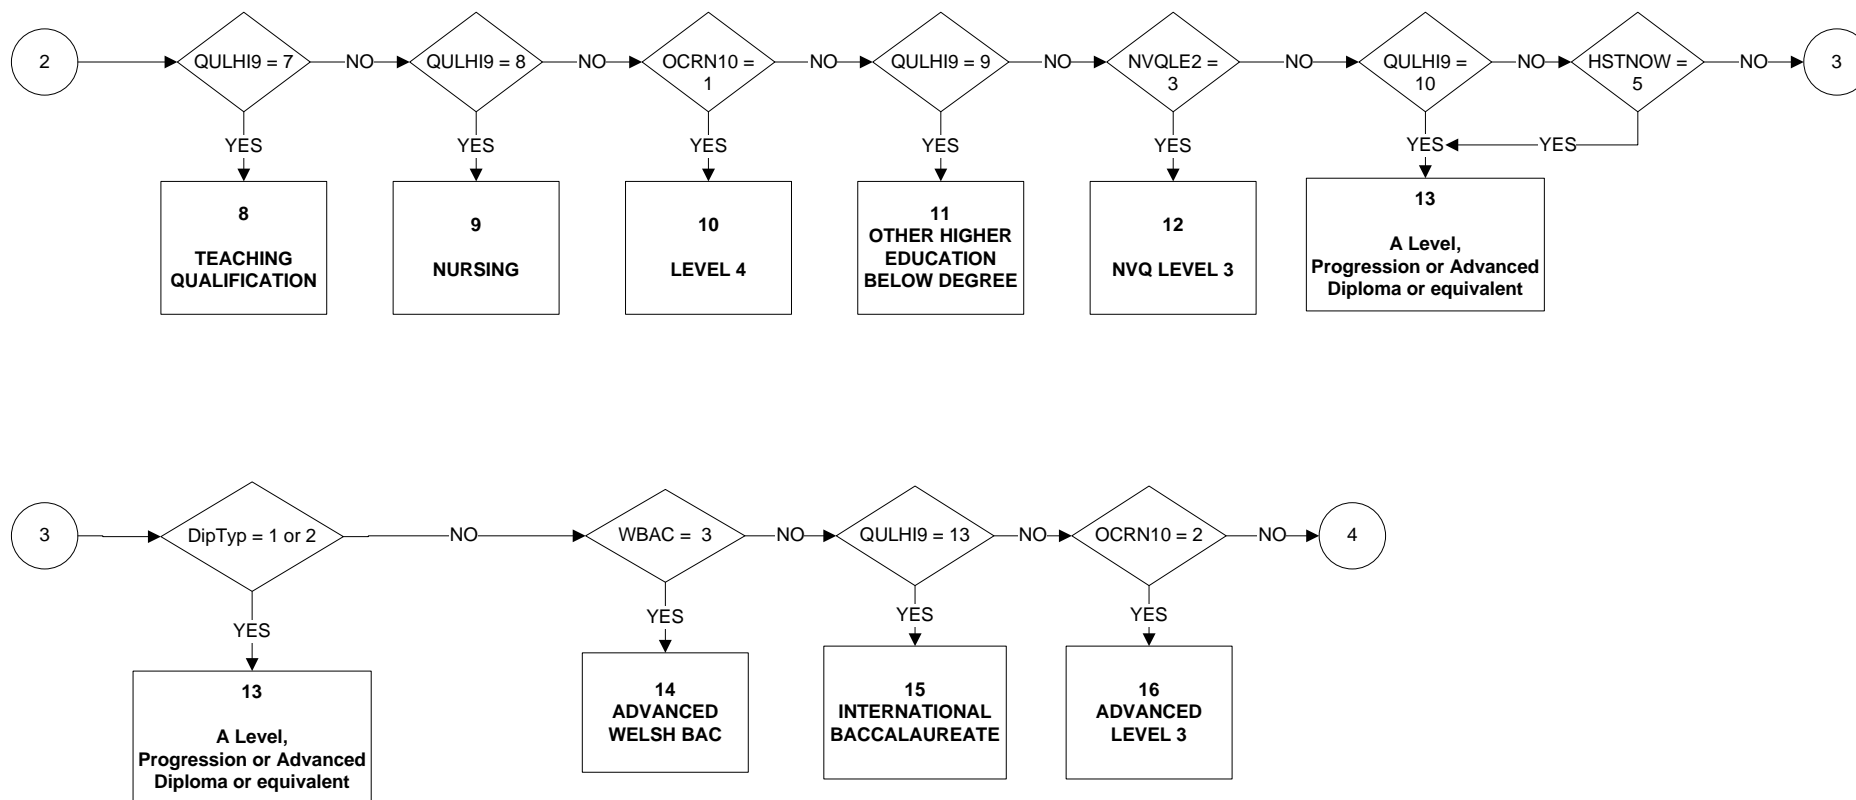 2
QULHI9 = 7
NO
QULHI9 = 8
NO
OCRN10 =
1
NO
QULHI9 = 9
NO
NVQLE2 =
3
NO
QULHI9 =
10
NO
HSTNOW =
5
NO
3
YES
YES
YES
YES
YES
YES
YES
8
TEACHING
QUALIFICATION
9
NURSING
10
LEVEL 4
11
OTHER HIGHER
EDUCATION
BELOW DEGREE
12
NVQ LEVEL 3
13
A Level,
Progression or Advanced
Diploma or equivalent
3
DipTyp = 1 or 2
NO
WBAC =  3
NO
QULHI9 = 13
NO
OCRN10 = 2
NO
4
YES
YES
YES
YES
13
A Level,
Progression or Advanced
Diploma or equivalent
14
ADVANCED
WELSH BAC
15
INTERNATIONAL
BACCALAUREATE
16
ADVANCED
LEVEL 3